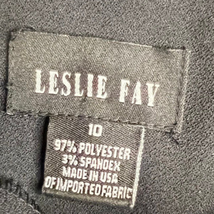 LESLIE FAY
10
97% POLYESTER
3% SPANDEX
MADE IN USA
OF IMPORTED FABRIC